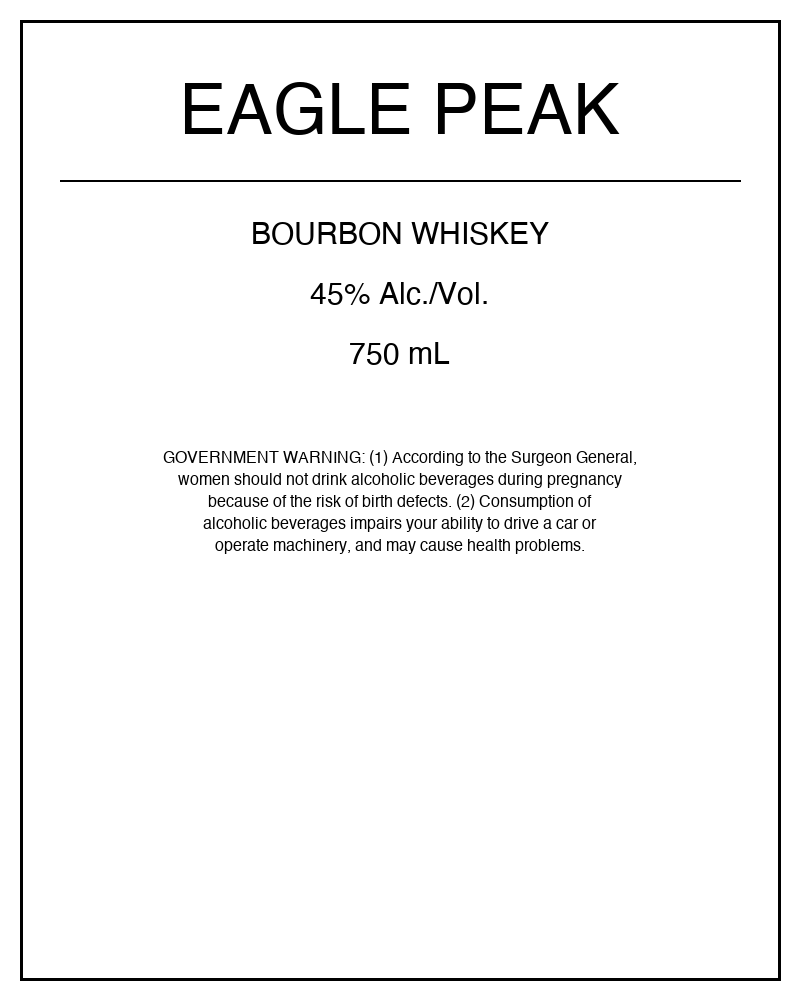 EAGLE PEAK
BOURBON WHISKEY
45% Alc./Vol.
750 mL
GOVERNMENT WARNING: (1) According to the Surgeon General,
women should not drink alcoholic beverages during pregnancy
because of the risk of birth defects. (2) Consumption of
alcoholic beverages impairs your ability to drive a car or
operate machinery, and may cause health problems.